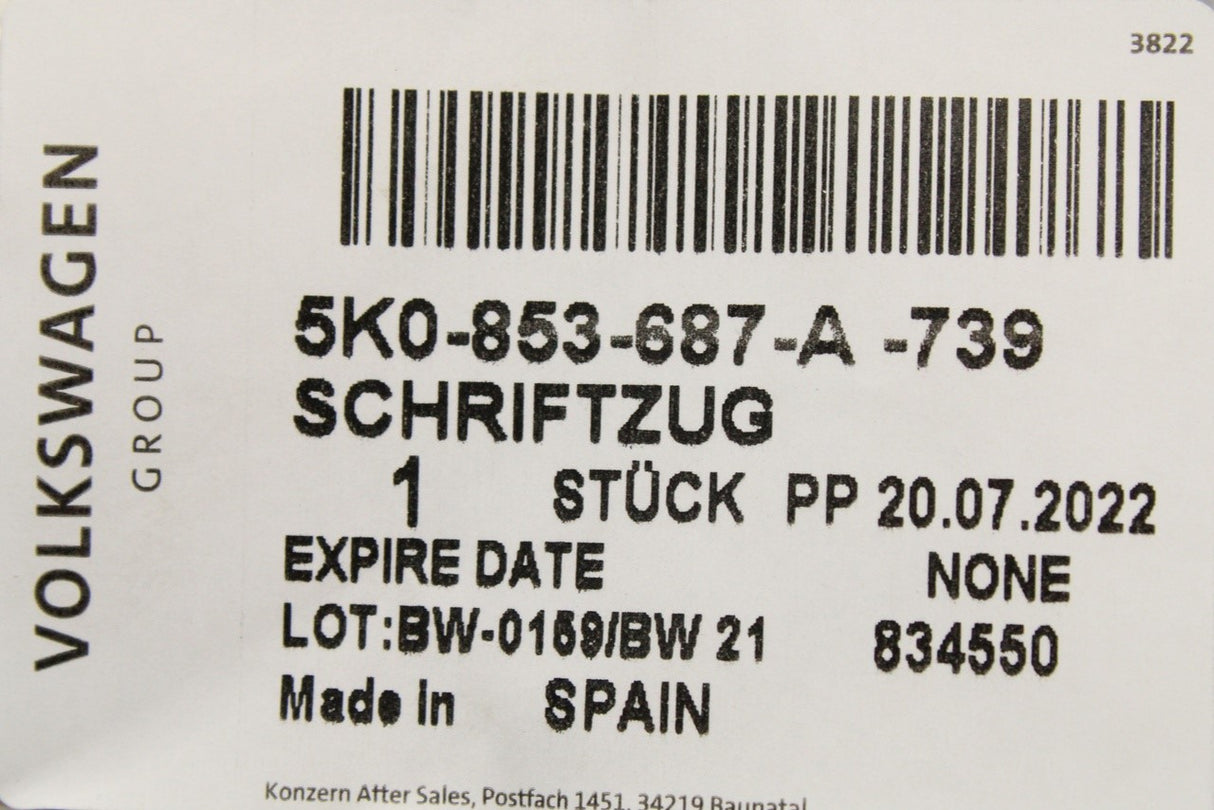 3822
VOLKSWAGEN
GROUP
5K0-853-687-A -739
SCHRIFTZUG
1 STÜCK PP 20.07.2022
EXPIRE DATE NONE
LOT:BW-0159/BW 21 834550
Made in SPAIN
Konzern After Sales, Postfach 1451, 34219 Baunatal